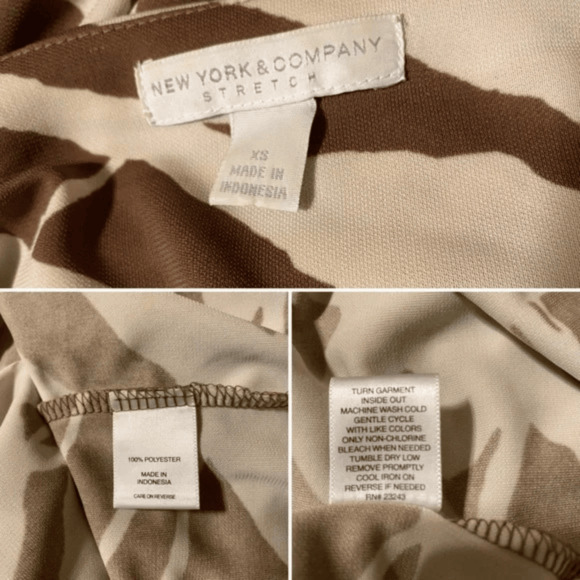 NEW YORK & COMPANY
STRETCH
XS
MADE IN
INDONESIA
100% POLYESTER
MADE IN
INDONESIA
CARE ON REVERSE
TURN GARMENT
INSIDE OUT
MACHINE WASH COLD
GENTLE CYCLE
WITH LIKE COLORS
ONLY NON-CHLORINE
BLEACH WHEN NEEDED
TUMBLE DRY LOW
REMOVE PROMPTLY
COOL IRON ON
REVERSE IF NEEDED
RN# 23243